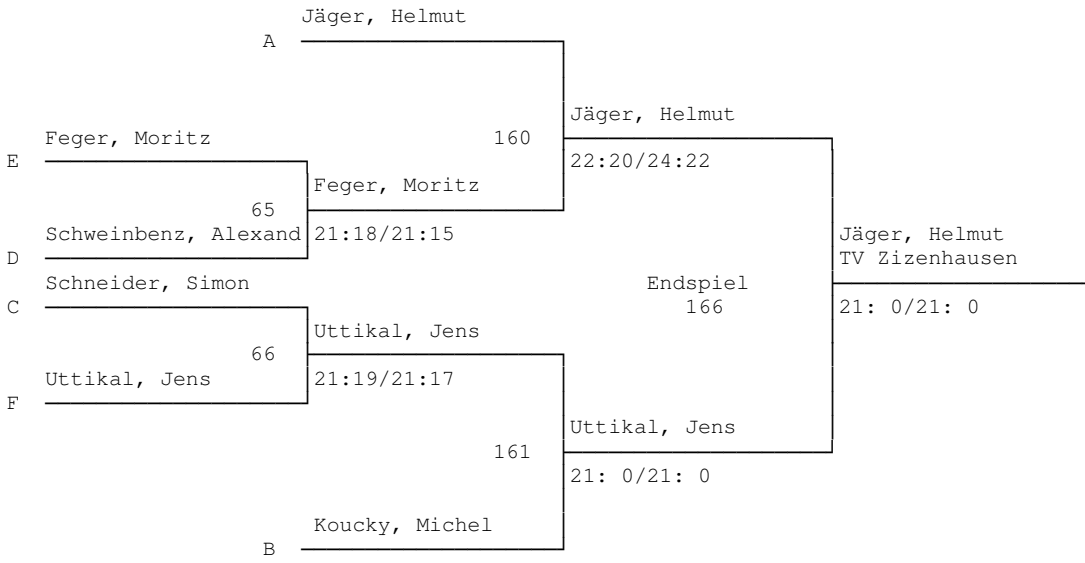 Jäger, Helmut
A
Jäger, Helmut
Feger, Moritz 160
E 22:20/24:22
Feger, Moritz
65
Schweinbenz, Alexand 21:18/21:15 Jäger, Helmut
D TV Zizenhausen
Schneider, Simon Endspiel
C 166 21: 0/21: 0
Uttikal, Jens
66
Uttikal, Jens 21:19/21:17
F
Uttikal, Jens
161
21: 0/21: 0
Koucky, Michel
B